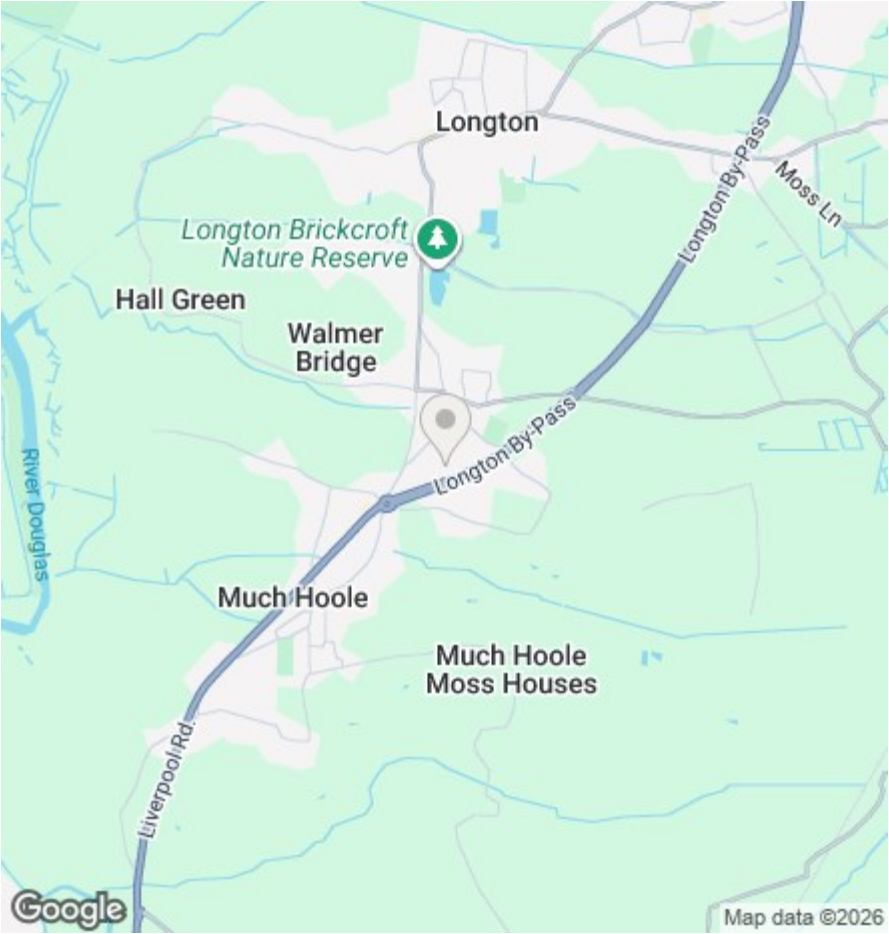 Longton
Longton By-Pass
Moss Ln
Longton Brickcroft
Nature Reserve
Hall Green
Walmer
Bridge
Longton By-Pass
River Douglas
Much Hoole
Much Hoole
Moss Houses
Liverpool Rd.
Google
Map data ©2026